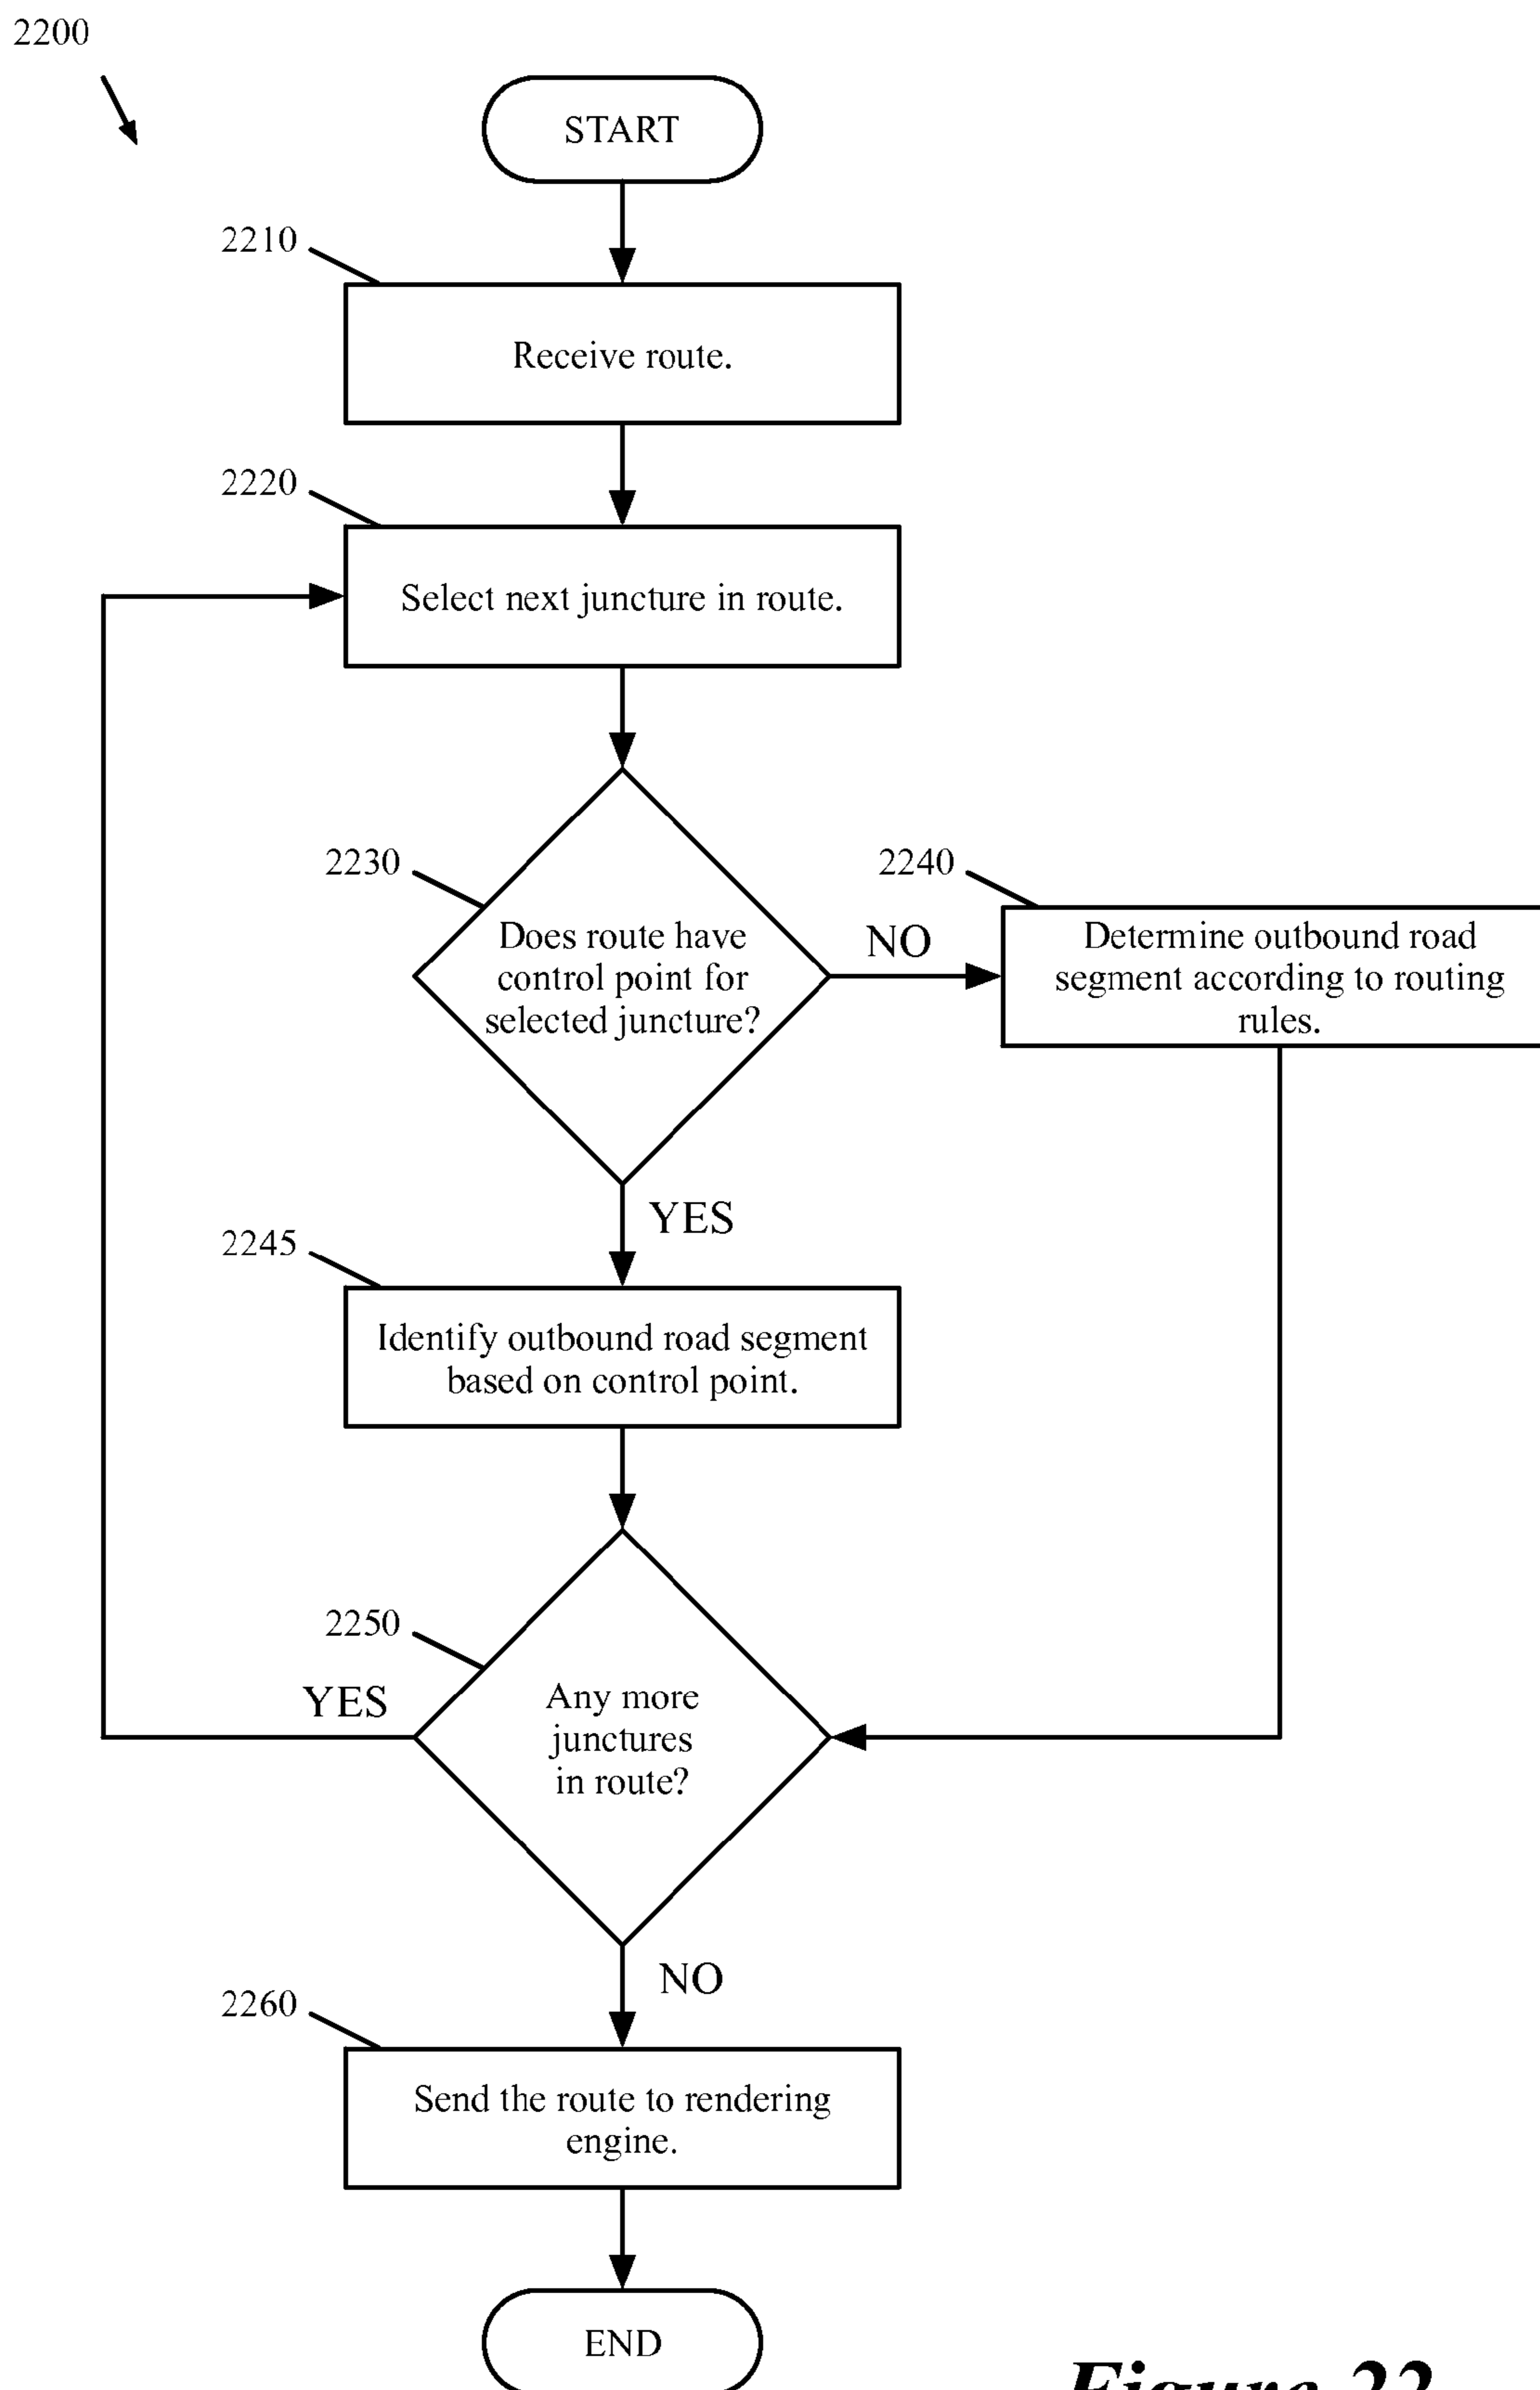 2200
START
2210
Receive route.
2220
Select next juncture in route.
2230
Does route have
control point for
selected juncture?
NO
2240
Determine outbound road
segment according to routing
rules.
YES
2245
Identify outbound road segment
based on control point.
2250
YES
Any more
junctures
in route?
NO
2260
Send the route to rendering
engine.
END
Figure 22